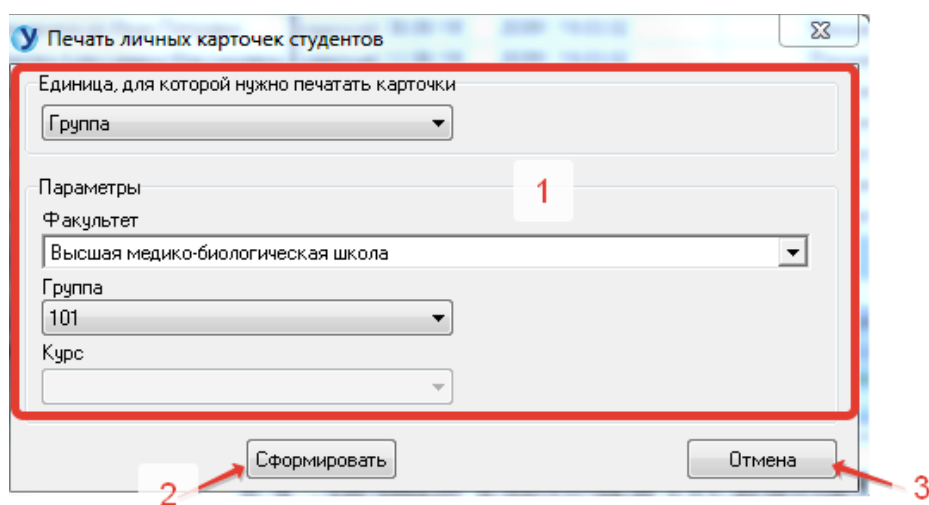 У Печать личных карточек студентов
Единица, для которой нужно печатать карточки
Группа
1
Параметры
Факультет
Высшая медико-биологическая школа
Группа
101
Курс
Сформировать
Отмена
2
3